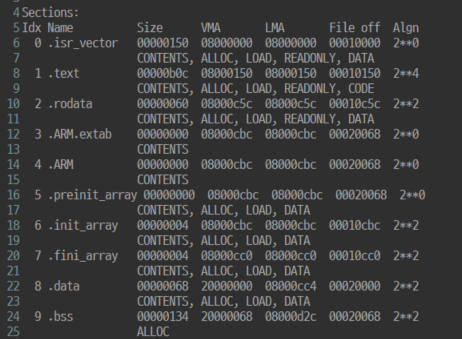 4 Sections:
5 Idx Name Size VMA LMA File off Algn
6 0 .isr_vector 00000150 08000000 08000000 00010000 2**0
7 CONTENTS, ALLOC, LOAD, READONLY, DATA
8 1 .text 00000b0c 08000150 08000150 00010150 2**4
9 CONTENTS, ALLOC, LOAD, READONLY, CODE
10 2 .rodata 00000060 08000c5c 08000c5c 00010c5c 2**2
11 CONTENTS, ALLOC, LOAD, READONLY, DATA
12 3 .ARM.extab 00000000 08000cbc 08000cbc 00020068 2**0
13 CONTENTS
14 4 .ARM 00000000 08000cbc 08000cbc 00020068 2**0
15 CONTENTS
16 5 .preinit_array 00000000 08000cbc 08000cbc 00020068 2**0
17 CONTENTS, ALLOC, LOAD, DATA
18 6 .init_array 00000004 08000cbc 08000cbc 00010cbc 2**2
19 CONTENTS, ALLOC, LOAD, DATA
20 7 .fini_array 00000004 08000cc0 08000cc0 00010cc0 2**2
21 CONTENTS, ALLOC, LOAD, DATA
22 8 .data 00000068 20000000 08000cc4 00020000 2**2
23 CONTENTS, ALLOC, LOAD, DATA
24 9 .bss 00000134 20000068 08000d2c 00020068 2**2
25 ALLOC